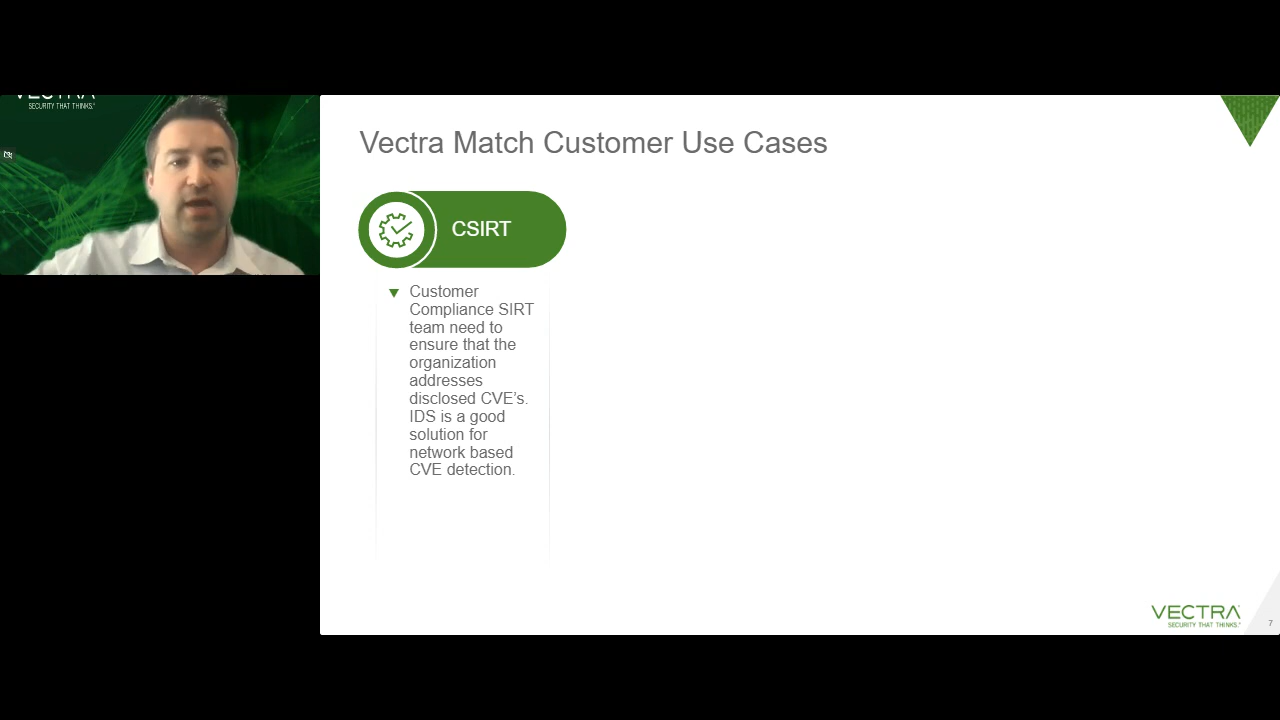 VECTRA
SECURITY THAT THINKS.®
Vectra Match Customer Use Cases
CSIRT
Customer
Compliance SIRT
team need to
ensure that the
organization
addresses
disclosed CVE’s.
IDS is a good
solution for
network based
CVE detection.
VECTRA
SECURITY THAT THINKS.®
7